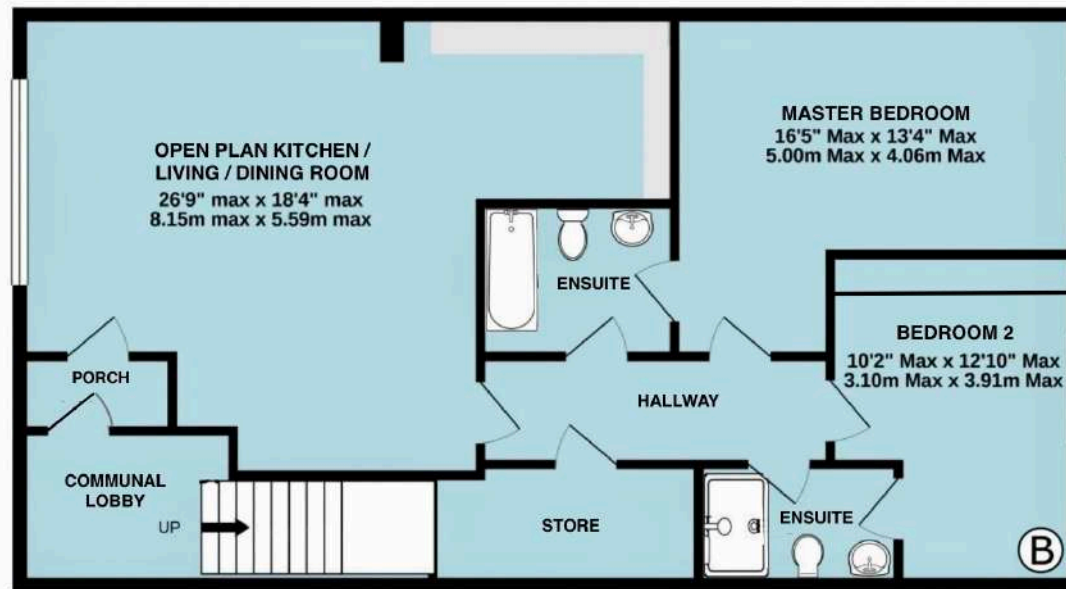 OPEN PLAN KITCHEN /
LIVING / DINING ROOM
26'9" max x 18'4" max
8.15m max x 5.59m max
MASTER BEDROOM
16'5" Max x 13'4" Max
5.00m Max x 4.06m Max
ENSUITE
BEDROOM 2
10'2" Max x 12'10" Max
3.10m Max x 3.91m Max
PORCH
HALLWAY
COMMUNAL
LOBBY
UP
STORE
ENSUITE
B